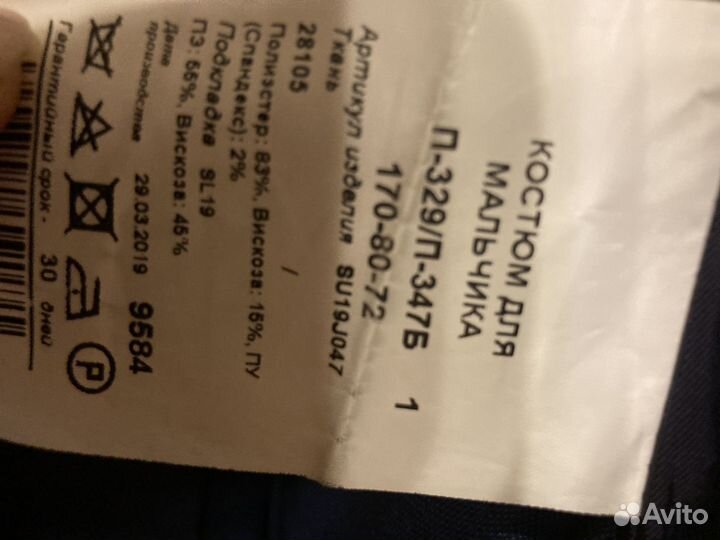 КОСТЮМ ДЛЯ
МАЛЬЧИКА
П-329/П-347Б 1
170-80-72
Артикул изделия SU19J047
Ткань /
28105
Полиэстер: 83%, Вискоза: 15%, ПУ
(Спандекс): 2%
Подкладка SL19
ПЭ: 55%, Вискоза: 45%
Дата
производства 29.03.2019 9584
P
Гарантийный срок - 30 дней
Avito